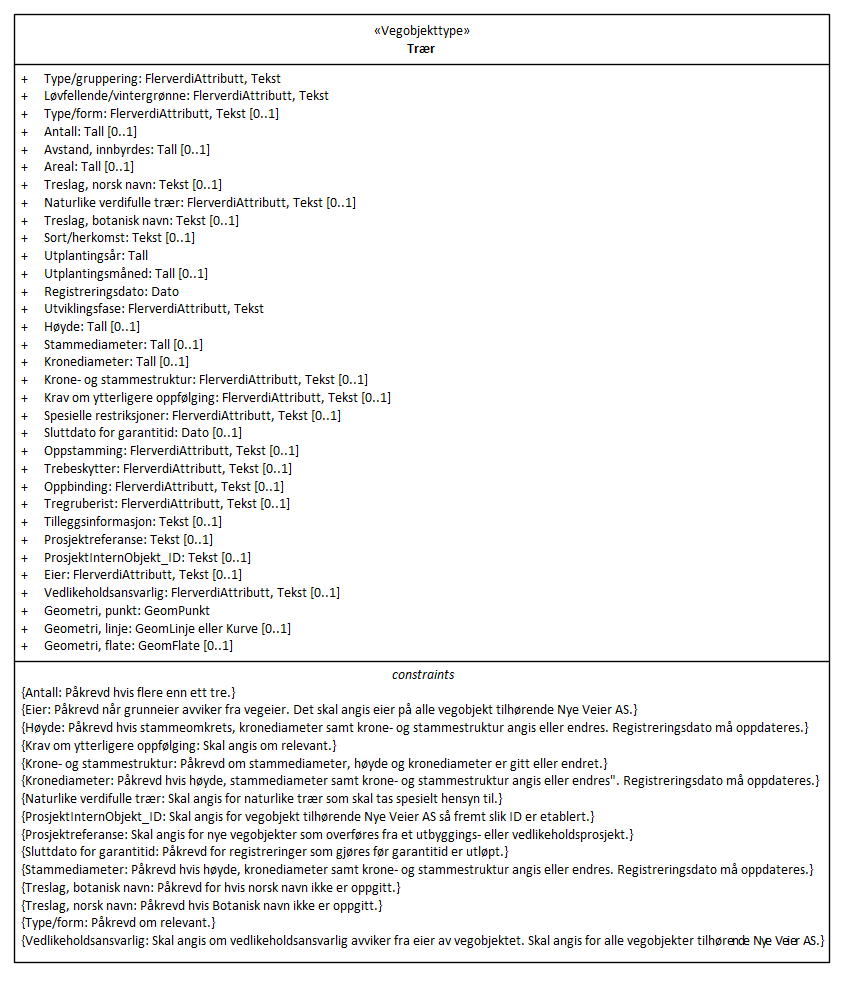 «Vegobjekttype»
Trær
+ Type/gruppering: FlerverdiAttributt, Tekst
+ Løvfellende/vintergrønne: FlerverdiAttributt, Tekst
+ Type/form: FlerverdiAttributt, Tekst [0..1]
+ Antall: Tall [0..1]
+ Avstand, innbyrdes: Tall [0..1]
+ Areal: Tall [0..1]
+ Treslag, norsk navn: Tekst [0..1]
+ Naturlike verdifulle trær: FlerverdiAttributt, Tekst [0..1]
+ Treslag, botanisk navn: Tekst [0..1]
+ Sort/herkomst: Tekst [0..1]
+ Utplantingsår: Tall
+ Utplantingsmåned: Tall [0..1]
+ Registreringsdato: Dato
+ Utviklingsfase: FlerverdiAttributt, Tekst
+ Høyde: Tall [0..1]
+ Stammediameter: Tall [0..1]
+ Kronediameter: Tall [0..1]
+ Krone- og stammestruktur: FlerverdiAttributt, Tekst [0..1]
+ Krav om ytterligere oppfølging: FlerverdiAttributt, Tekst [0..1]
+ Spesielle restriksjoner: FlerverdiAttributt, Tekst [0..1]
+ Sluttdato for garantitid: Dato [0..1]
+ Oppstamming: FlerverdiAttributt, Tekst [0..1]
+ Trebeskytter: FlerverdiAttributt, Tekst [0..1]
+ Oppbinding: FlerverdiAttributt, Tekst [0..1]
+ Tregruberist: FlerverdiAttributt, Tekst [0..1]
+ Tilleggsinformasjon: Tekst [0..1]
+ Prosjektreferanse: Tekst [0..1]
+ ProsjektInternObjekt_ID: Tekst [0..1]
+ Eier: FlerverdiAttributt, Tekst [0..1]
+ Vedlikeholdsansvarlig: FlerverdiAttributt, Tekst [0..1]
+ Geometri, punkt: GeomPunkt
+ Geometri, linje: GeomLinje eller Kurve [0..1]
+ Geometri, flate: GeomFlate [0..1]
constraints
{Antall: Påkrevd hvis flere enn ett tre.}
{Eier: Påkrevd når grunneier avviker fra vegeier. Det skal angis eier på alle vegobjekt tilhørende Nye Veier AS.}
{Høyde: Påkrevd hvis stammeomkrets, kronediameter samt krone- og stammestruktur angis eller endres. Registreringsdato må oppdateres.}
{Krav om ytterligere oppfølging: Skal angis om relevant.}
{Krone- og stammestruktur: Påkrevd om stammediameter, høyde og kronediameter er gitt eller endret.}
{Kronediameter: Påkrevd hvis høyde, stammediameter samt krone- og stammestruktur angis eller endres". Registreringsdato må oppdateres.}
{Naturlike verdifulle trær: Skal angis for naturlike trær som skal tas spesielt hensyn til.}
{ProsjektInternObjekt_ID: Skal angis for vegobjekt tilhørende Nye Veier AS så fremt slik ID er etablert.}
{Prosjektreferanse: Skal angis for nye vegobjekter som overføres fra et utbyggings- eller vedlikeholdsprosjekt.}
{Sluttdato for garantitid: Påkrevd for registreringer som gjøres før garantitid er utløpt.}
{Stammediameter: Påkrevd hvis høyde, kronediameter samt krone- og stammestruktur angis eller endres. Registreringsdato må oppdateres.}
{Treslag, botanisk navn: Påkrevd for hvis norsk navn ikke er oppgitt.}
{Treslag, norsk navn: Påkrevd hvis Botanisk navn ikke er oppgitt.}
{Type/form: Påkrevd om relevant.}
{Vedlikeholdsansvarlig: Skal angis om vedlikeholdsansvarlig avviker fra eier av vegobjektet. Skal angis for alle vegobjekter tilhørende Nye Veier AS.}